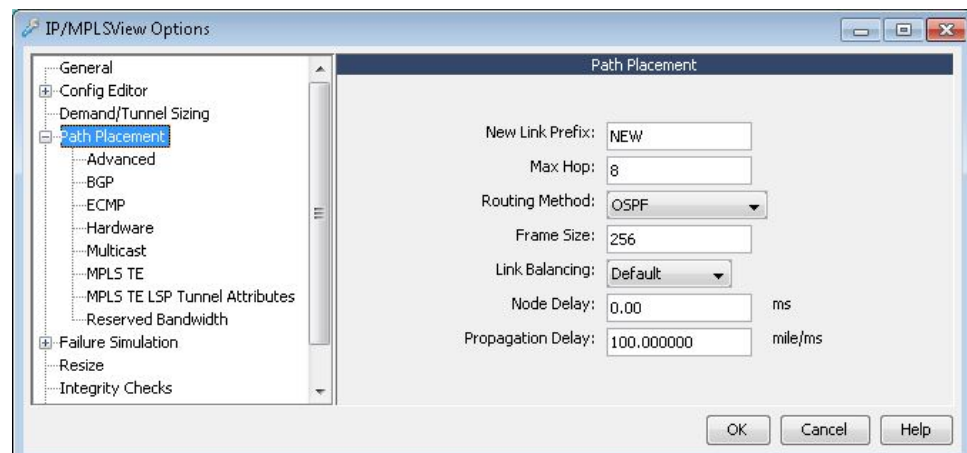 IP/MPLSView Options
General
Config Editor
Demand/Tunnel Sizing
Path Placement
Advanced
BGP
ECMP
Hardware
Multicast
MPLS TE
MPLS TE LSP Tunnel Attributes
Reserved Bandwidth
Failure Simulation
Resize
Integrity Checks
Path Placement
New Link Prefix: NEW
Max Hop: 8
Routing Method: OSPF
Frame Size: 256
Link Balancing: Default
Node Delay: 0.00 ms
Propagation Delay: 100.000000 mile/ms
OK Cancel Help